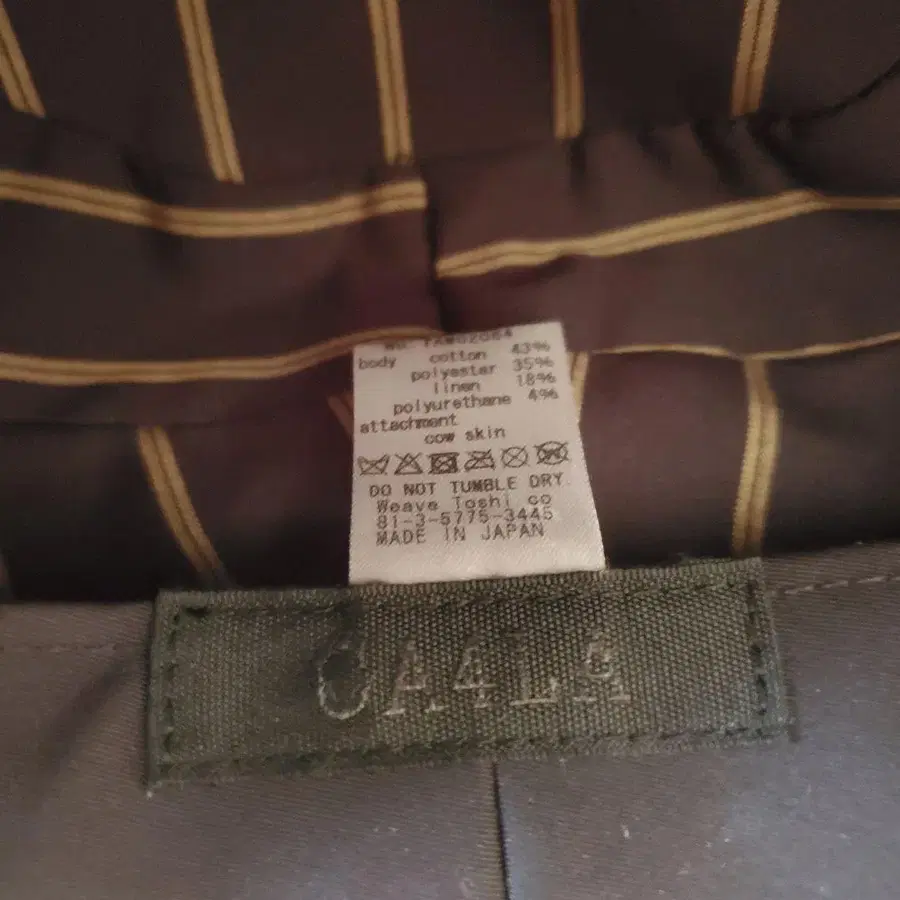 body cotton 43%
polyester 35%
linen 18%
polyurethane 4%
attachment
cow skin
DO NOT TUMBLE DRY.
Weave Toshi co
81-3-5775-3445
MADE IN JAPAN
CA4LA